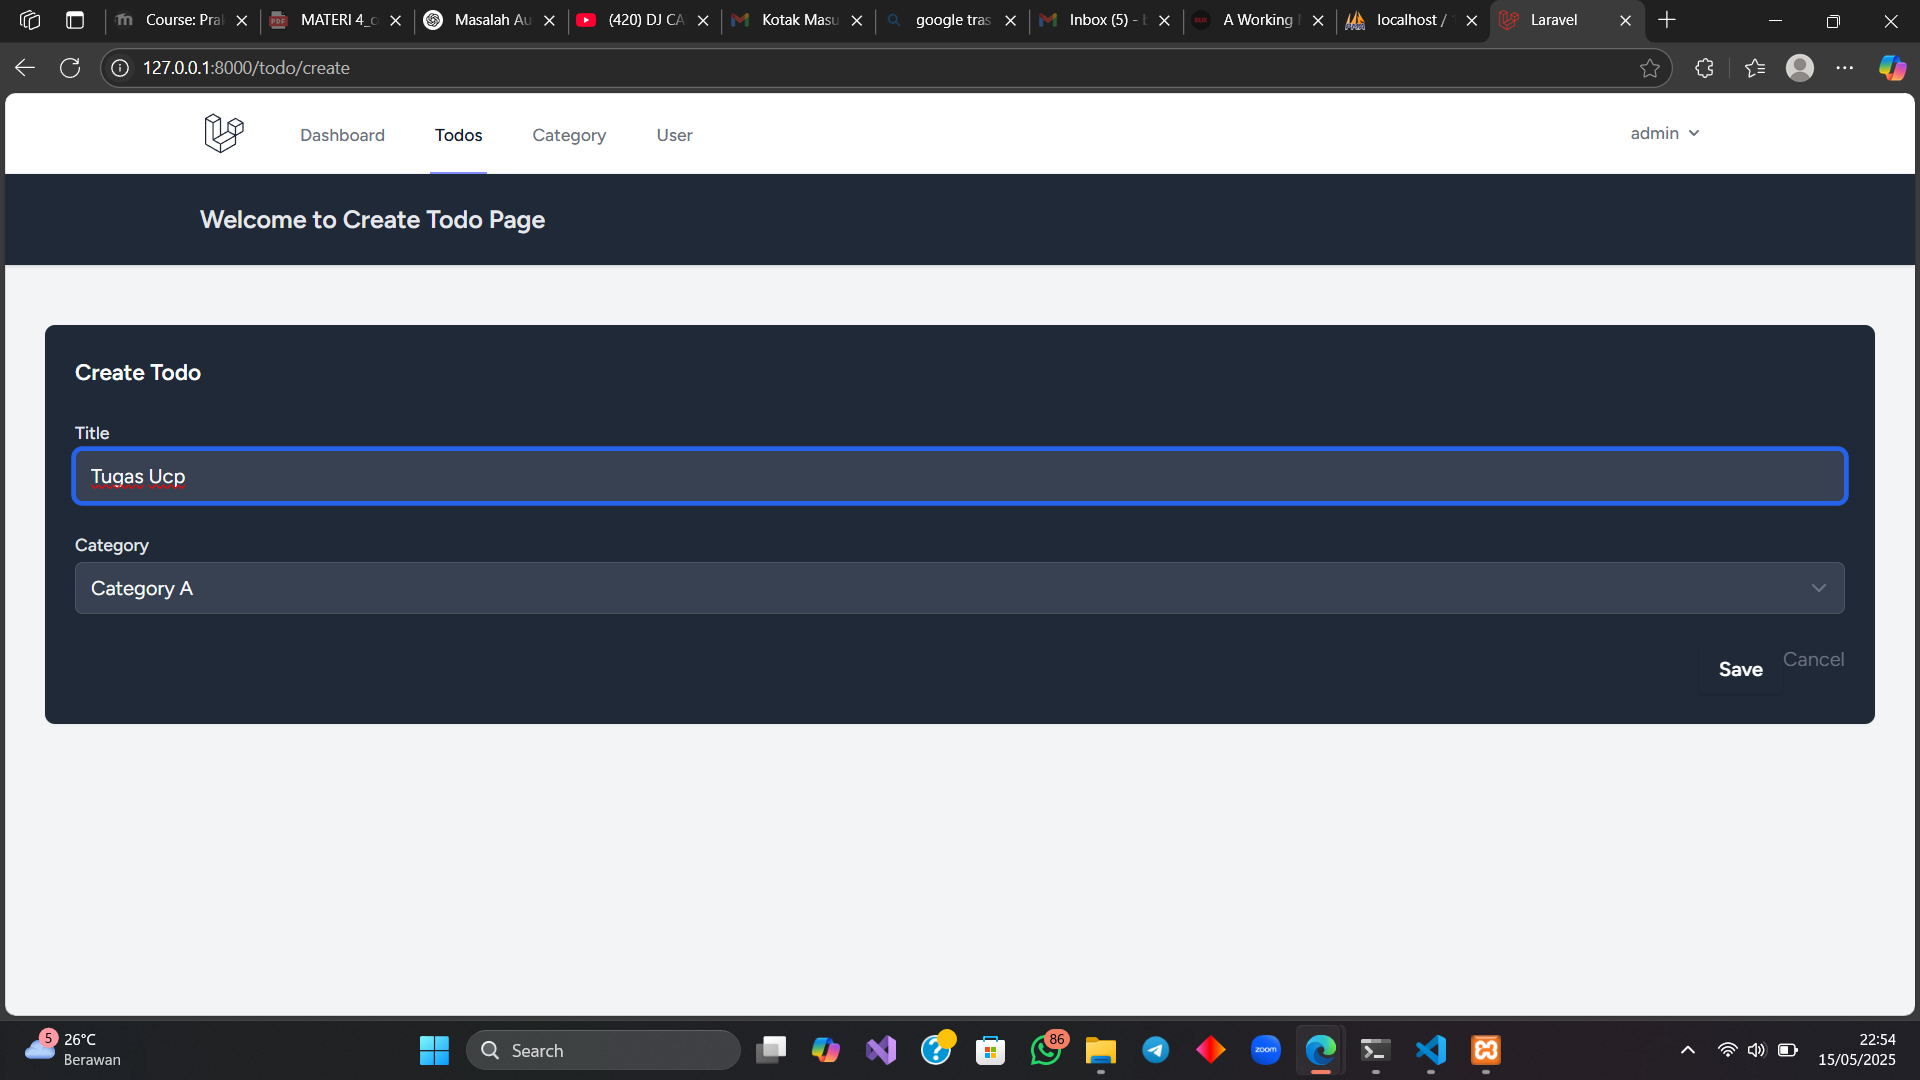 Course: Pra
MATERI 4_c
Masalah Au
(420) DJ CA
Kotak Masu
google tras
Inbox (5) - b
A Working
localhost /
Laravel
127.0.0.1:8000/todo/create
Dashboard
Todos
Category
User
admin
Welcome to Create Todo Page
Create Todo
Title
Tugas Ucp
Category
Category A
Save
Cancel
5
26°C
Berawan
Search
86
zoom
22:54
15/05/2025